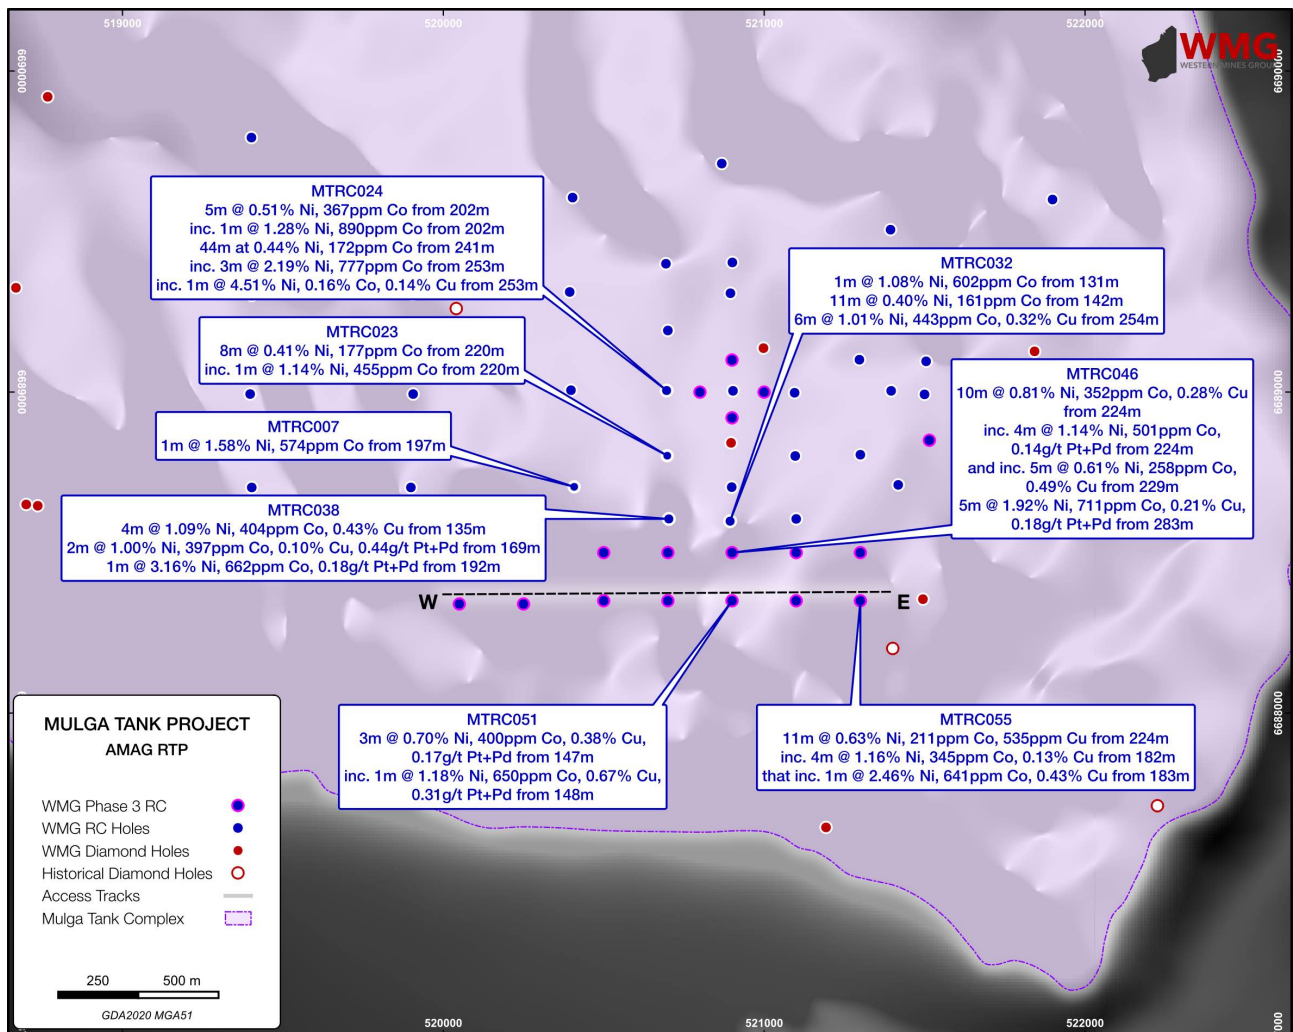 519000
520000
521000
522000
WMG
WESTERN MINES GROUP
6690000
6690000
MTRC024
5m @ 0.51% Ni, 367ppm Co from 202m
inc. 1m @ 1.28% Ni, 890ppm Co from 202m
44m at 0.44% Ni, 172ppm Co from 241m
inc. 3m @ 2.19% Ni, 777ppm Co from 253m
inc. 1m @ 4.51% Ni, 0.16% Co, 0.14% Cu from 253m
MTRC032
1m @ 1.08% Ni, 602ppm Co from 131m
11m @ 0.40% Ni, 161ppm Co from 142m
6m @ 1.01% Ni, 443ppm Co, 0.32% Cu from 254m
MTRC023
8m @ 0.41% Ni, 177ppm Co from 220m
inc. 1m @ 1.14% Ni, 455ppm Co from 220m
6689000
6689000
MTRC046
10m @ 0.81% Ni, 352ppm Co, 0.28% Cu
from 224m
inc. 4m @ 1.14% Ni, 501ppm Co,
0.14g/t Pt+Pd from 224m
and inc. 5m @ 0.61% Ni, 258ppm Co,
0.49% Cu from 229m
5m @ 1.92% Ni, 711ppm Co, 0.21% Cu,
0.18g/t Pt+Pd from 283m
MTRC007
1m @ 1.58% Ni, 574ppm Co from 197m
MTRC038
4m @ 1.09% Ni, 404ppm Co, 0.43% Cu from 135m
2m @ 1.00% Ni, 397ppm Co, 0.10% Cu, 0.44g/t Pt+Pd from 169m
1m @ 3.16% Ni, 662ppm Co, 0.18g/t Pt+Pd from 192m
W
E
6688000
MTRC051
3m @ 0.70% Ni, 400ppm Co, 0.38% Cu,
0.17g/t Pt+Pd from 147m
inc. 1m @ 1.18% Ni, 650ppm Co, 0.67% Cu,
0.31g/t Pt+Pd from 148m
MTRC055
11m @ 0.63% Ni, 211ppm Co, 535ppm Cu from 224m
inc. 4m @ 1.16% Ni, 345ppm Co, 0.13% Cu from 182m
that inc. 1m @ 2.46% Ni, 641ppm Co, 0.43% Cu from 183m
MULGA TANK PROJECT
AMAG RTP
WMG Phase 3 RC
WMG RC Holes
WMG Diamond Holes
Historical Diamond Holes
Access Tracks
Mulga Tank Complex
250 500 m
GDA2020 MGA51
520000
521000
522000